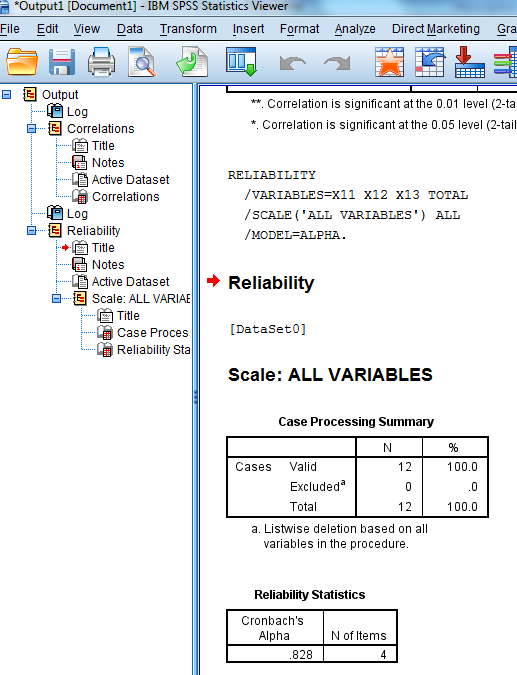 *Output1 [Document1] - IBM SPSS Statistics Viewer
File Edit View Data Transform Insert Format Analyze Direct Marketing Gra
Output
Log
Correlations
Title
Notes
Active Dataset
Correlations
Log
Reliability
Title
Notes
Active Dataset
Scale: ALL VARIAE
Title
Case Proces
Reliability Sta
**. Correlation is significant at the 0.01 level (2-ta
*. Correlation is significant at the 0.05 level (2-tail
RELIABILITY
/VARIABLES=X11 X12 X13 TOTAL
/SCALE('ALL VARIABLES') ALL
/MODEL=ALPHA.
Reliability
[DataSet0]
Scale: ALL VARIABLES
Case Processing Summary
N %
Cases Valid 12 100.0
Excludeda 0 .0
Total 12 100.0
a. Listwise deletion based on all
variables in the procedure.
Reliability Statistics
Cronbach's
Alpha N of Items
.828 4